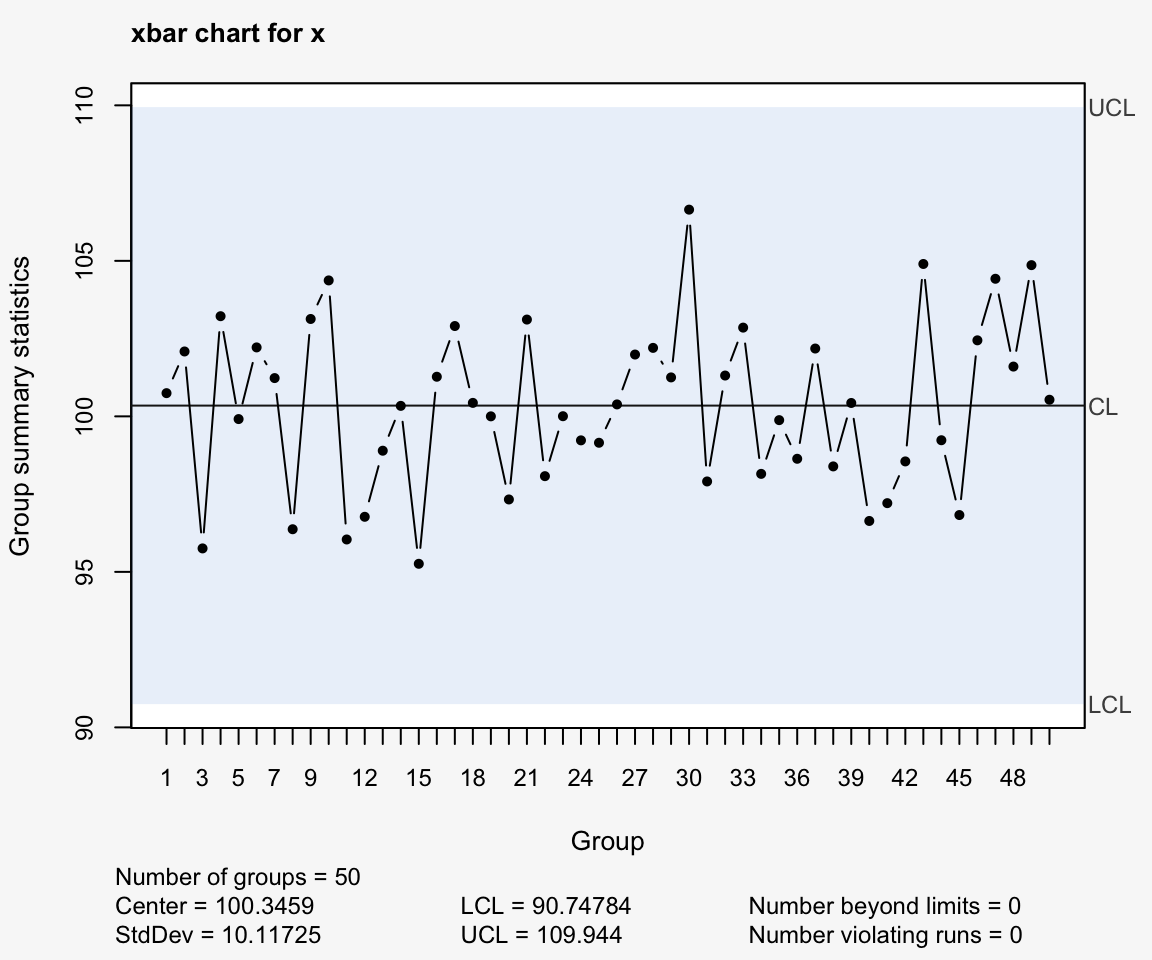 xbar chart for x
110
UCL
105
Group summary statistics
100
CL
95
LCL
90
1 3 5 7 9 12 15 18 21 24 27 30 33 36 39 42 45 48
Group
Number of groups = 50
Center = 100.3459 LCL = 90.74784 Number beyond limits = 0
StdDev = 10.11725 UCL = 109.944 Number violating runs = 0